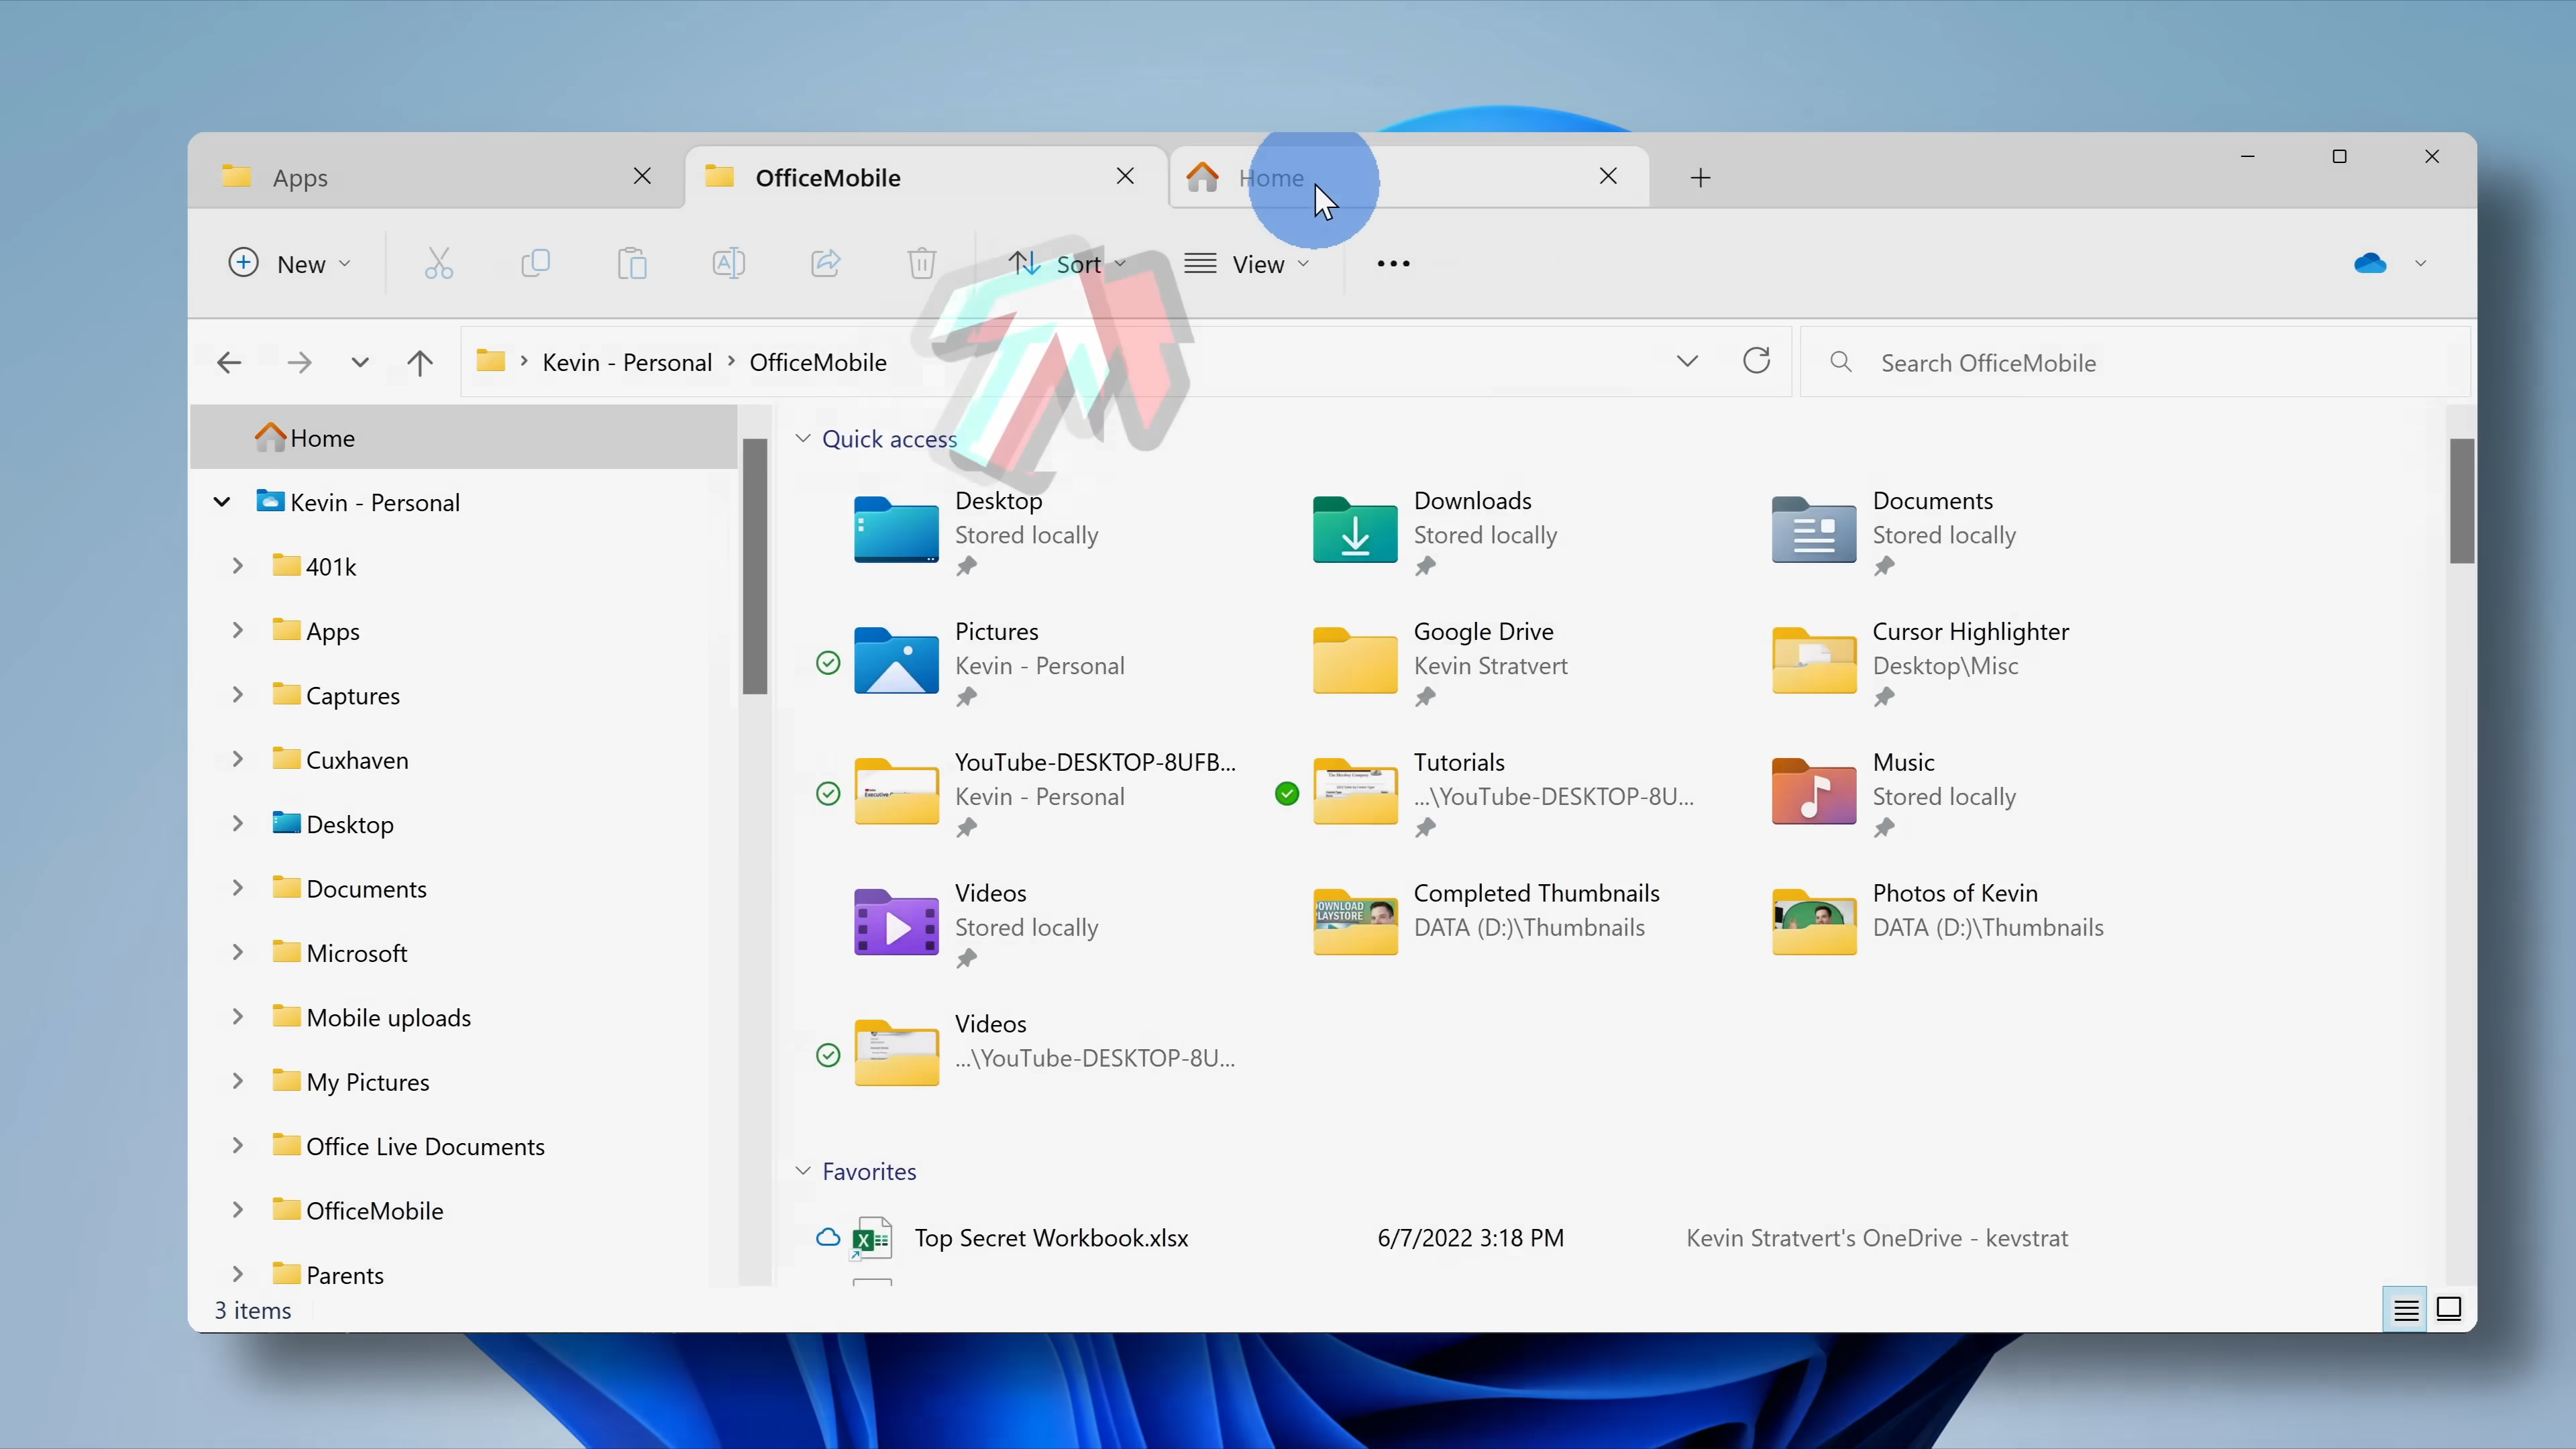 Apps
OfficeMobile
Home
New
Sort
View
Kevin - Personal
OfficeMobile
Search OfficeMobile
Home
Kevin - Personal
401k
Apps
Captures
Cuxhaven
Desktop
Documents
Microsoft
Mobile uploads
My Pictures
Office Live Documents
OfficeMobile
Parents
Quick access
Desktop
Stored locally
Downloads
Stored locally
Documents
Stored locally
Pictures
Kevin - Personal
Google Drive
Kevin Stratvert
Cursor Highlighter
Desktop\Misc
YouTube-DESKTOP-8UFB...
Kevin - Personal
Tutorials
...\YouTube-DESKTOP-8U...
Music
Stored locally
Videos
Stored locally
Completed Thumbnails
DATA (D:)\Thumbnails
Photos of Kevin
DATA (D:)\Thumbnails
Videos
...\YouTube-DESKTOP-8U...
Favorites
Top Secret Workbook.xlsx 6/7/2022 3:18 PM Kevin Stratvert's OneDrive - kevstrat
3 items